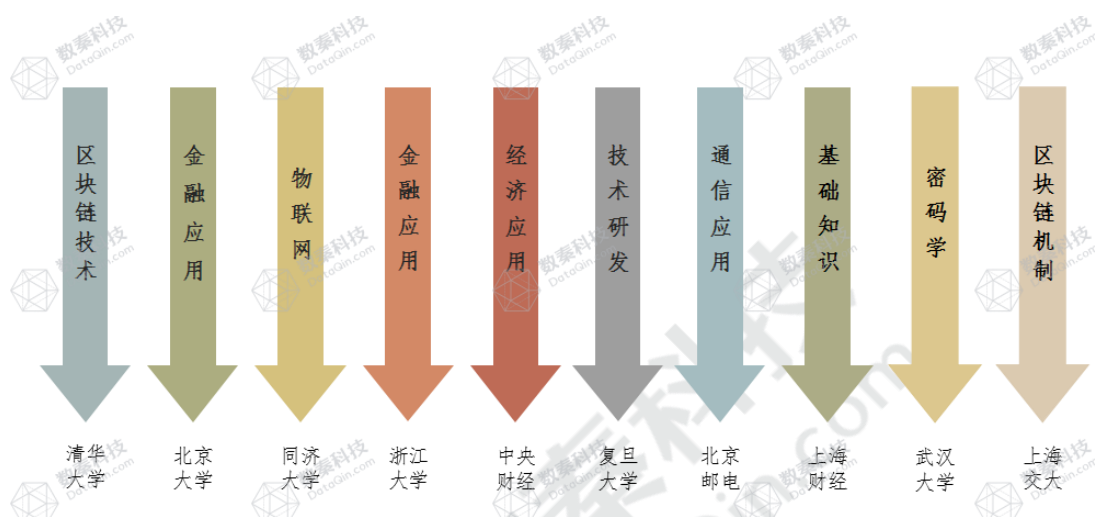 区块链技术
金融应用
物联网
金融应用
经济应用
技术研发
通信应用
基础知识
密码学
区块链机制
清华
大学
北京
大学
同济
大学
浙江
大学
中央
财经
复旦
大学
北京
邮电
上海
财经
武汉
大学
上海
交大
数秦科技
DataQin.com